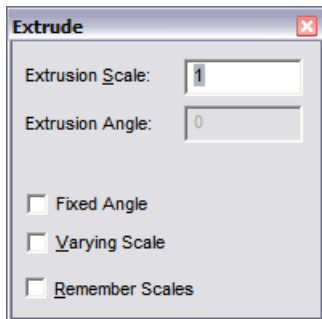 Extrude
Extrusion Scale: 1
Extrusion Angle: 0
Fixed Angle
Varying Scale
Remember Scales